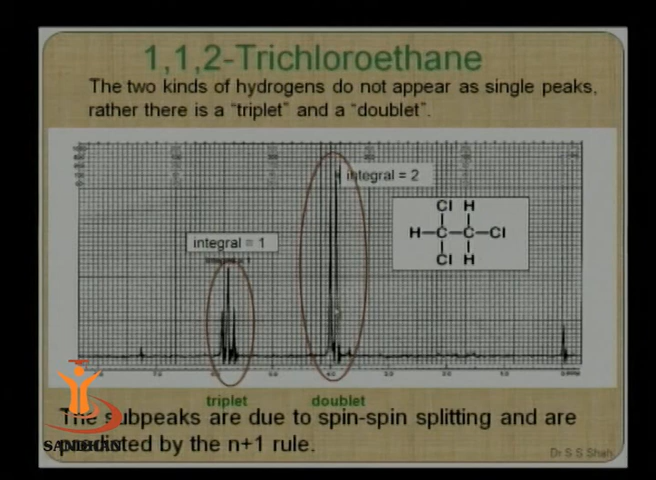 1,1,2-Trichloroethane
The two kinds of hydrogens do not appear as single peaks,
rather there is a "triplet" and a "doublet".
integral = 2
Cl H
H-C-C-Cl
Cl H
integral = 1
triplet
doublet
The subpeaks are due to spin-spin splitting and are
predicted by the n+1 rule.
SANDHAN
Dr S S Shah